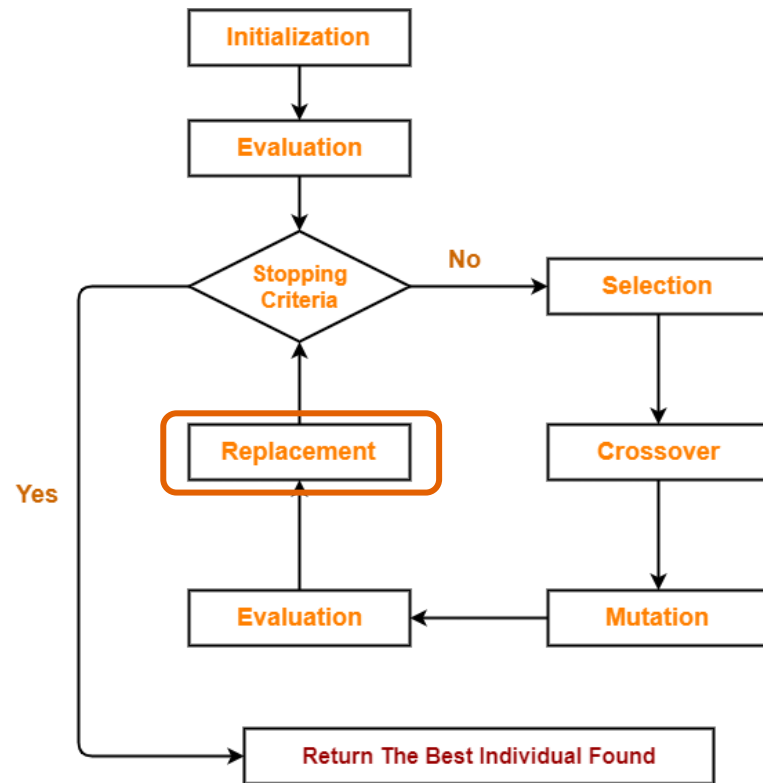 Initialization
Evaluation
Stopping
Criteria
No
Selection
Replacement
Crossover
Yes
Evaluation
Mutation
Return The Best Individual Found